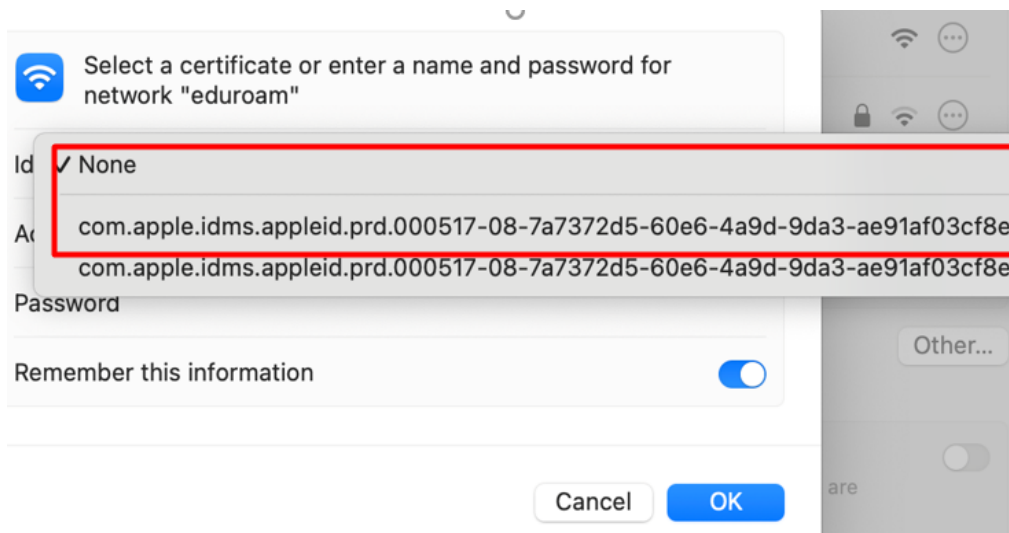 Select a certificate or enter a name and password for
network "eduroam"
Id
✓ None
com.apple.idms.appleid.prd.000517-08-7a7372d5-60e6-4a9d-9da3-ae91af03cf8e
Ac
com.apple.idms.appleid.prd.000517-08-7a7372d5-60e6-4a9d-9da3-ae91af03cf8e
Password
Other...
Remember this information
Cancel
OK
are